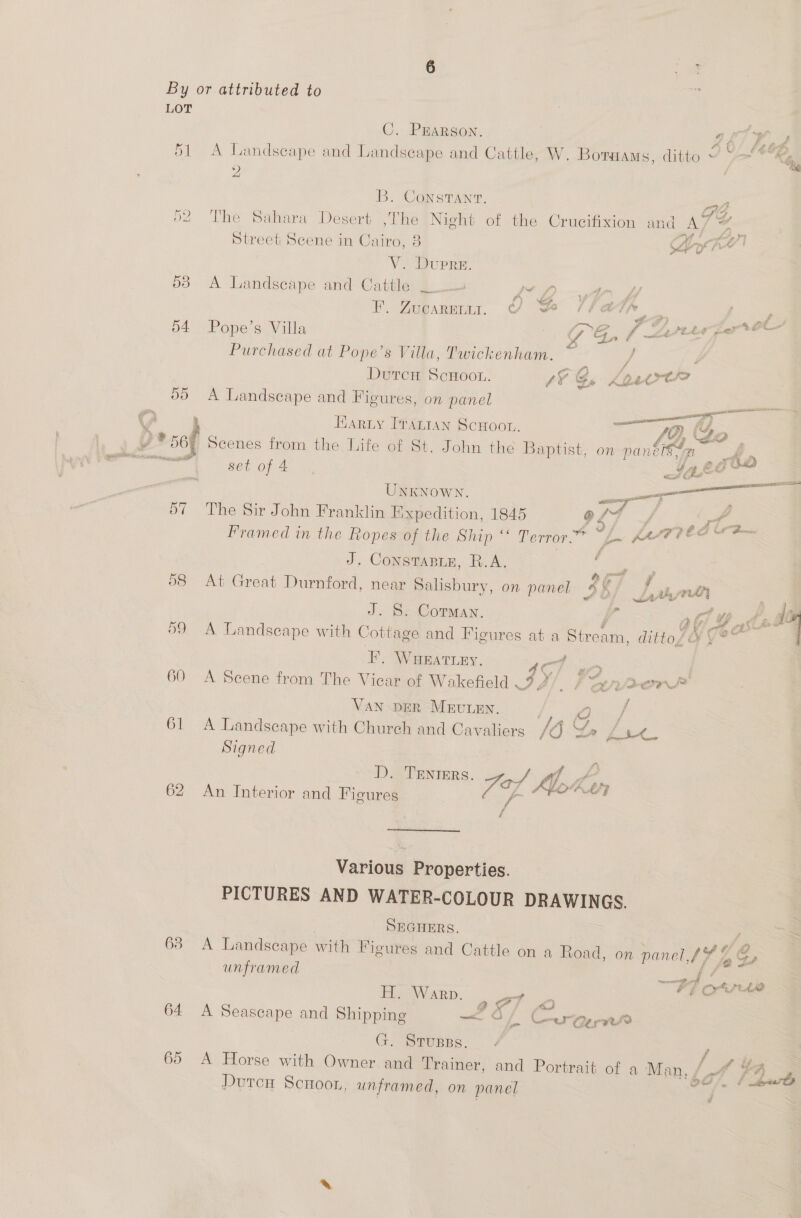 6
By or attributed to
LOT
C. PEARSON.
51 A Landscape and Landscape and Cattle, W. BOTHAMS, ditto
2
B. CONSTANT.
52 The Sahara Desert, The Night of the Crucifixion and A
Street Scene in Cairo, 3
V. DUPRE.
53 A Landscape and Cattle
F. ZUCARELLI.
54 Pope's Villa
Purchased at Pope's Villa, Twickenham.
DUTCH SCHOOL.
55 A Landscape and Figures, on panel
EARLY ITALIAN SCHOOL.
*56 Scenes from the Life of St. John the Baptist, on panels,
set of 4
UNKNOWN.
57 The Sir John Franklin Expedition, 1845
Framed in the Ropes of the Ship "Terror."
J. CONSTABLE, R.A.
58 At Great Durnford, near Salisbury, on panel
J. S. COTMAN.
59 A Landscape with Cottage and Figures at a Stream, ditto
F. WHEATLEY.
60 A Scene from The Vicar of Wakefield
VAN DER MEULEN.
61 A Landscape with Church and Cavaliers
Signed
D. TENIERS.
62 An Interior and Figures
Various Properties.
PICTURES AND WATER-COLOUR DRAWINGS.
SEGHERS.
63 A Landscape with Figures and Cattle on a Road, on panel,
unframed
H. WARD.
64 A Seascape and Shipping
G. STUBBS.
65 A Horse with Owner and Trainer, and Portrait of a Man,
DUTCH SCHOOL, unframed, on panel